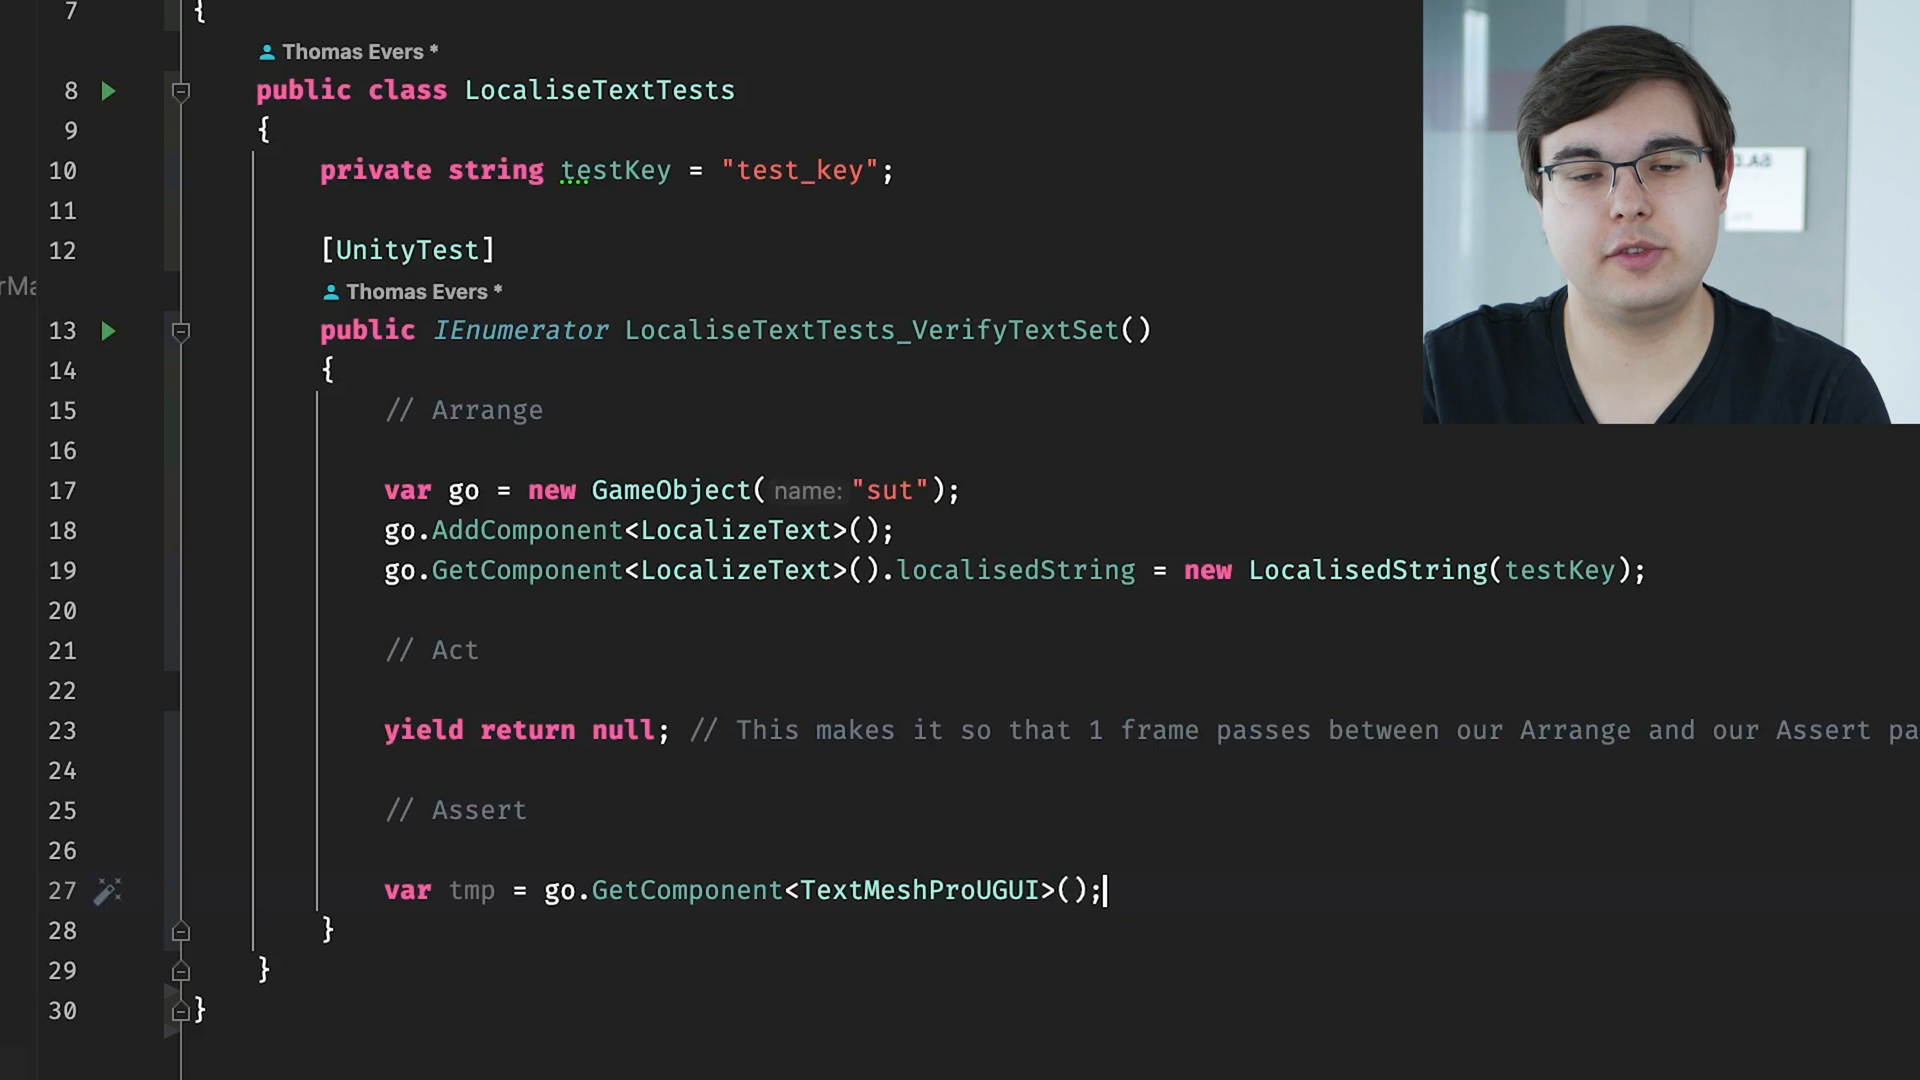 7 {
Thomas Evers *
8 public class LocaliseTextTests
9 {
10 private string testKey = "test_key";
11
12 [UnityTest]
rMa
Thomas Evers *
13 public IEnumerator LocaliseTextTests_VerifyTextSet()
14 {
15 // Arrange
16
17 var go = new GameObject( name: "sut");
18 go.AddComponent<LocalizeText>();
19 go.GetComponent<LocalizeText>().localisedString = new LocalisedString(testKey);
20
21 // Act
22
23 yield return null; // This makes it so that 1 frame passes between our Arrange and our Assert pa
24
25 // Assert
26
27 var tmp = go.GetComponent<TextMeshProUGUI>();
28 }
29 }
30 }